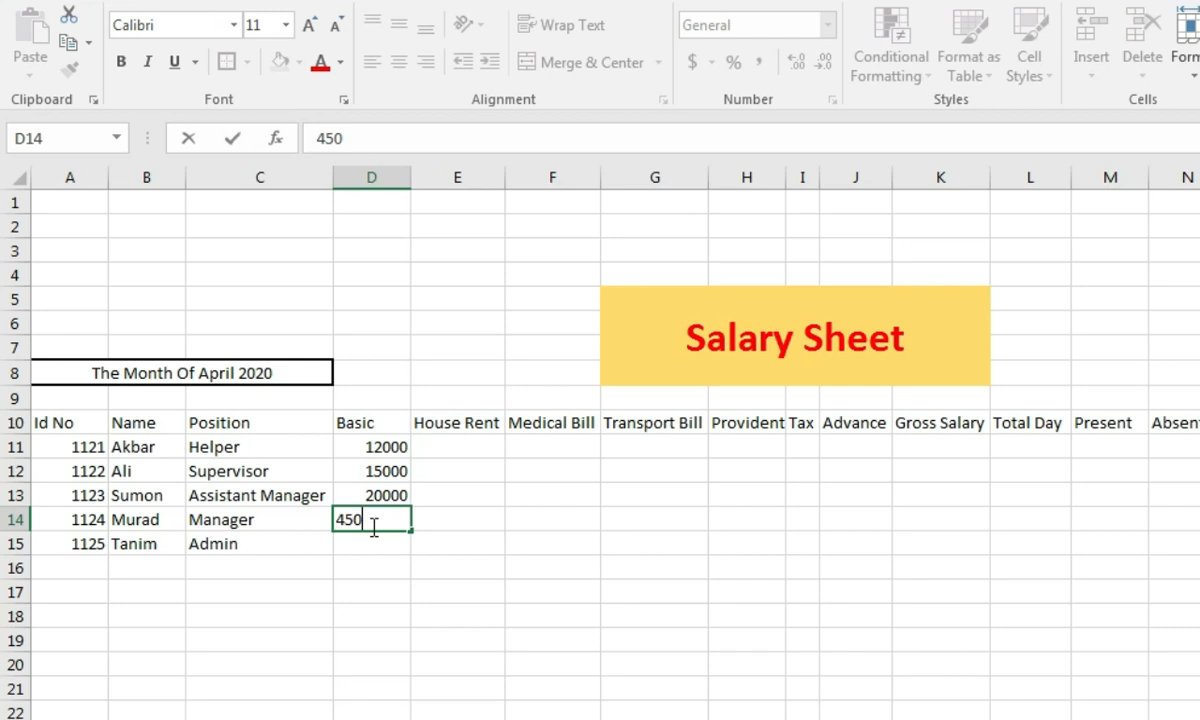 Calibri 11 A A Wrap Text General
Paste B I U A Merge & Center $ % , Conditional Formatting Format as Table Cell Styles Insert Delete Form
Clipboard Font Alignment Number Styles Cells
D14 fx 450
A B C D E F G H I J K L M N
1
2
3
4
5
6
7
Salary Sheet
8 The Month Of April 2020
9
10 Id No Name Position Basic House Rent Medical Bill Transport Bill Provident Tax Advance Gross Salary Total Day Present Absen
11 1121 Akbar Helper 12000
12 1122 Ali Supervisor 15000
13 1123 Sumon Assistant Manager 20000
14 1124 Murad Manager 450
15 1125 Tanim Admin
16
17
18
19
20
21
22